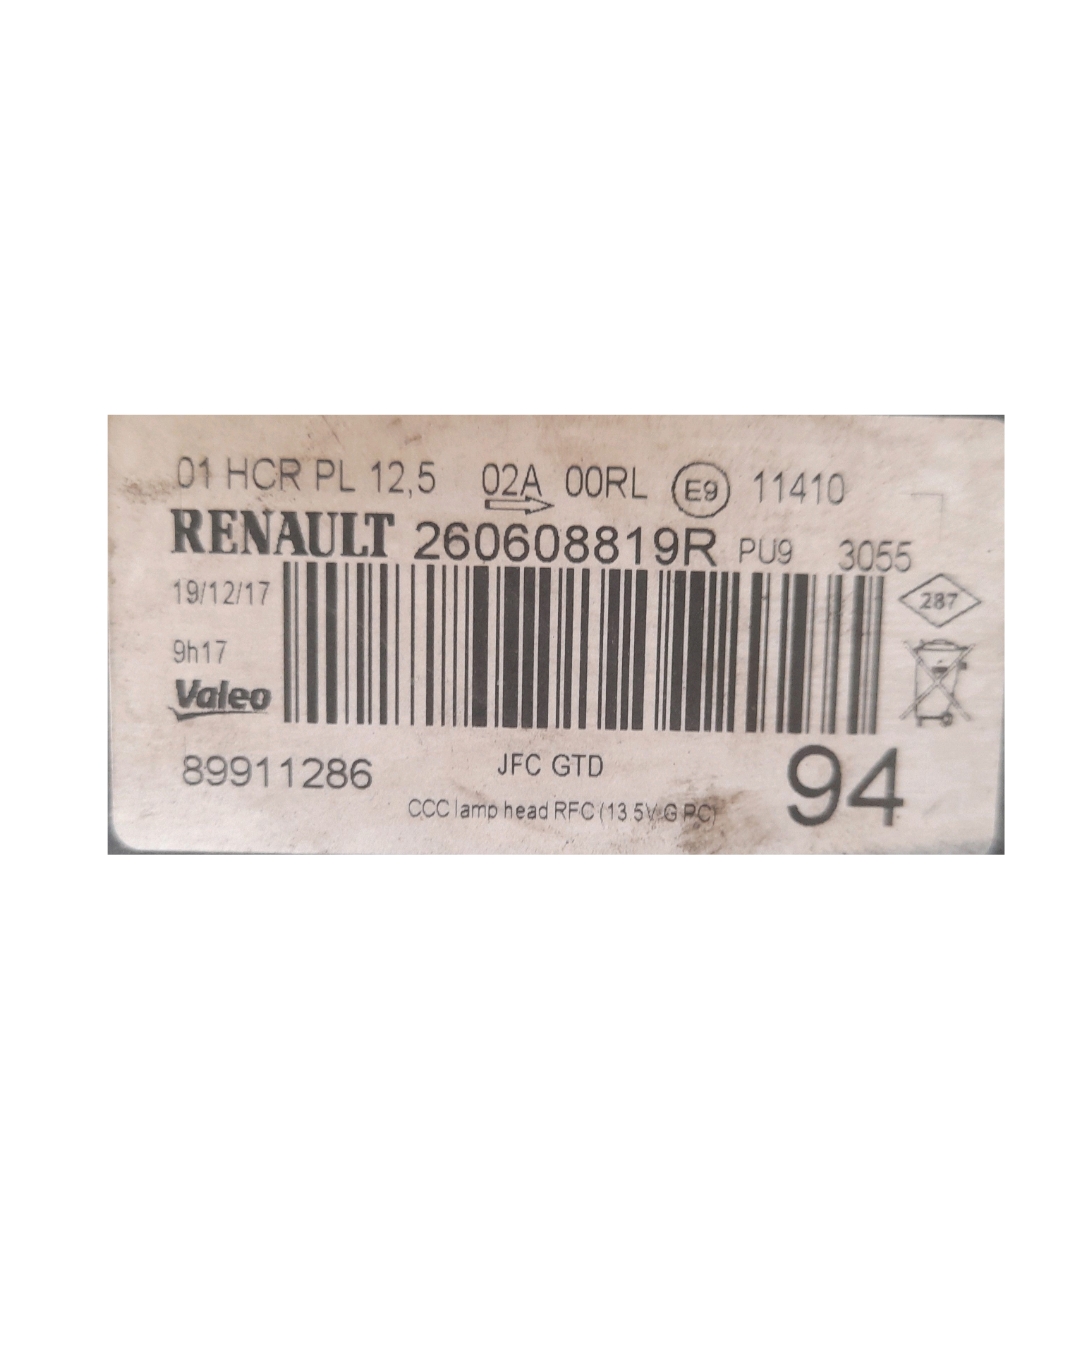 01 HCR PL 12,5 02A 00RL E9 11410
RENAULT 260608819R PU9 3055
19/12/17
287
9h17
Valeo
89911286 JFC GTD 94
CCC lamp head RFC (13.5V G PC)